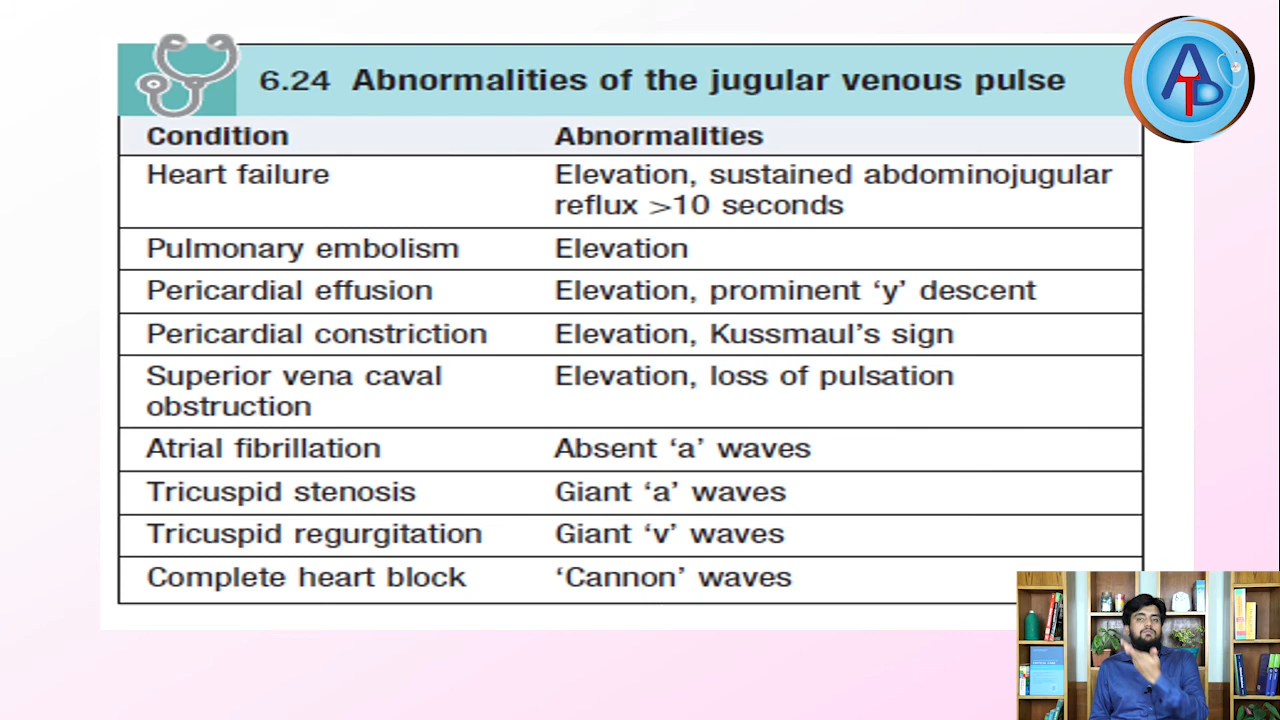 6.24 Abnormalities of the jugular venous pulse
Condition Abnormalities
Heart failure Elevation, sustained abdominojugular
reflux >10 seconds
Pulmonary embolism Elevation
Pericardial effusion Elevation, prominent ‘y’ descent
Pericardial constriction Elevation, Kussmaul’s sign
Superior vena caval Elevation, loss of pulsation
obstruction
Atrial fibrillation Absent ‘a’ waves
Tricuspid stenosis Giant ‘a’ waves
Tricuspid regurgitation Giant ‘v’ waves
Complete heart block ‘Cannon’ waves
ATD